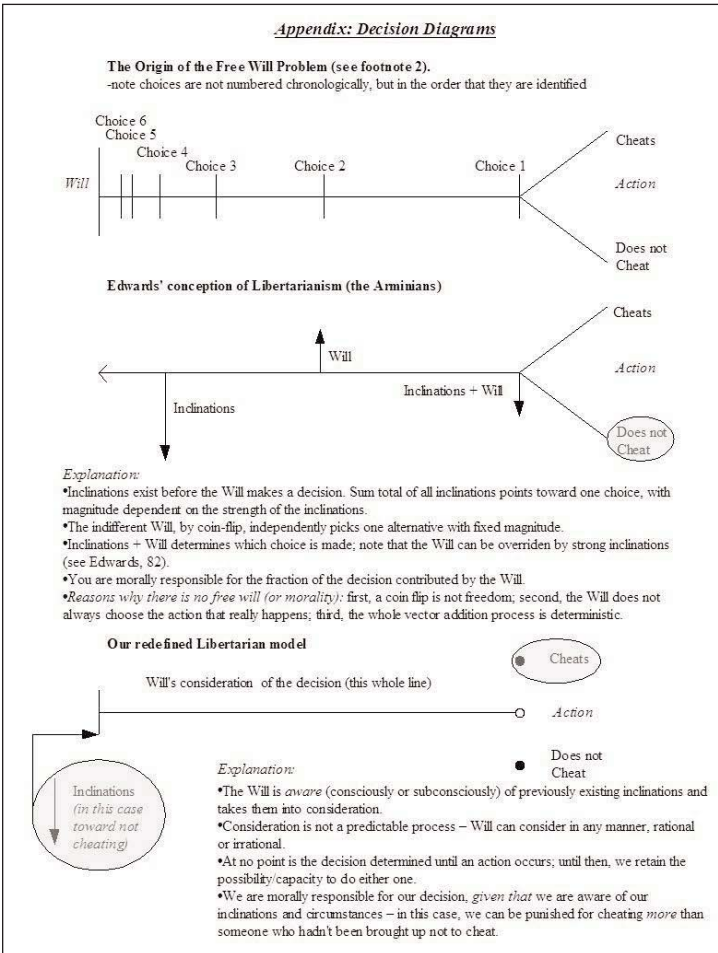 Appendix: Decision Diagrams
The Origin of the Free Will Problem (see footnote 2).
-note choices are not numbered chronologically, but in the order that they are identified
Choice 6
Choice 5
Choice 4
Choice 3
Choice 2
Choice 1
Cheats
Will
Action
Does not
Cheat
Edwards' conception of Libertarianism (the Arminians)
Cheats
Will
Action
Inclinations + Will
Inclinations
Does not
Cheat
Explanation:
•Inclinations exist before the Will makes a decision. Sum total of all inclinations points toward one choice, with
magnitude dependent on the strength of the inclinations.
•The indifferent Will, by coin-flip, independently picks one alternative with fixed magnitude.
•Inclinations + Will determines which choice is made; note that the Will can be overriden by strong inclinations
(see Edwards, 82).
•You are morally responsible for the fraction of the decision contributed by the Will.
•Reasons why there is no free will (or morality): first, a coin flip is not freedom; second, the Will does not
always choose the action that really happens; third, the whole vector addition process is deterministic.
Our redefined Libertarian model
Cheats
Will's consideration of the decision (this whole line)
Action
Does not
Cheat
Inclinations
(in this case
toward not
cheating)
Explanation:
•The Will is aware (consciously or subconsciously) of previously existing inclinations and
takes them into consideration.
•Consideration is not a predictable process – Will can consider in any manner, rational
or irrational.
•At no point is the decision determined until an action occurs; until then, we retain the
possibility/capacity to do either one.
•We are morally responsible for our decision, given that we are aware of our
inclinations and circumstances – in this case, we can be punished for cheating more than
someone who hadn't been brought up not to cheat.